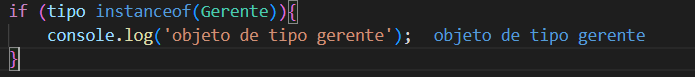 if (tipo instanceof(Gerente)){
    console.log('objeto de tipo gerente');  objeto de tipo gerente
}